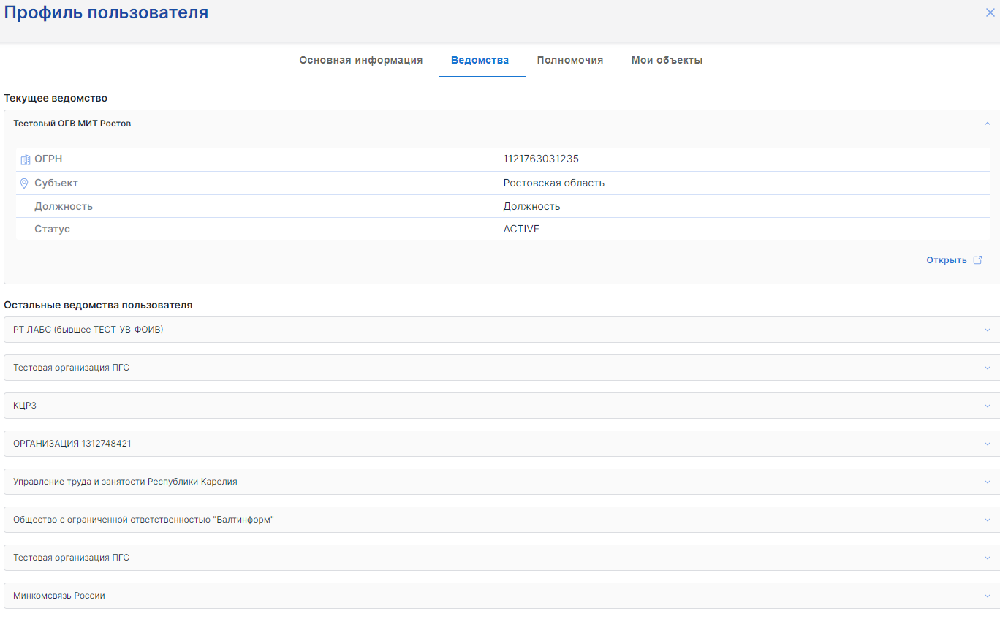 Профиль пользователя
Основная информация Ведомства Полномочия Мои объекты
Текущее ведомство
Тестовый ОГВ МИТ Ростов
ОГРН 1121763031235
Субъект Ростовская область
Должность Должность
Статус ACTIVE
Открыть
Остальные ведомства пользователя
РТ ЛАБС (бывшее ТЕСТ_УВ_ФОИВ)
Тестовая организация ПГС
КЦРЗ
ОРГАНИЗАЦИЯ 1312748421
Управление труда и занятости Республики Карелия
Общество с ограниченной ответственностью "Балтинформ"
Тестовая организация ПГС
Минкомсвязь России